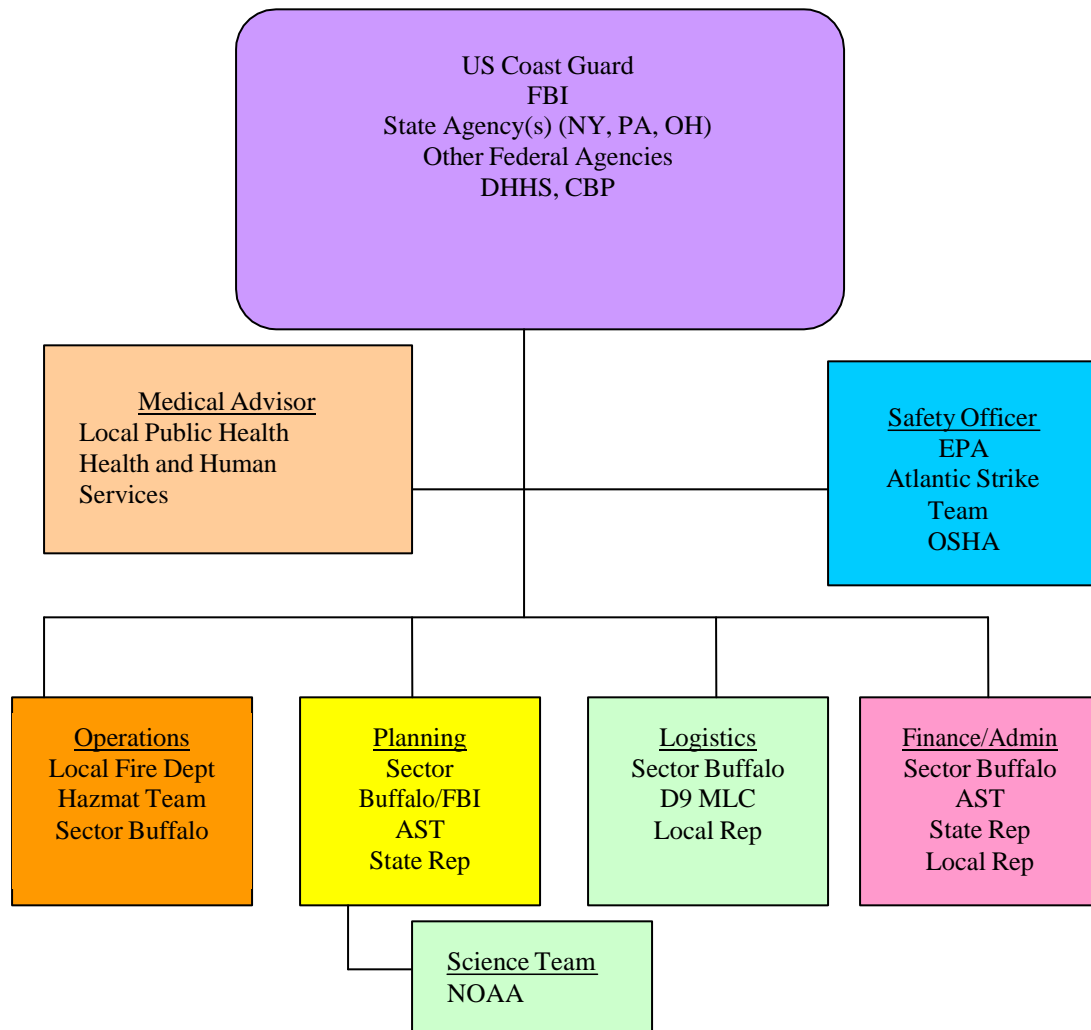 US Coast Guard
FBI
State Agency(s) (NY, PA, OH)
Other Federal Agencies
DHHS, CBP
Medical Advisor
Local Public Health
Health and Human
Services
Safety Officer
EPA
Atlantic Strike
Team
OSHA
Operations
Local Fire Dept
Hazmat Team
Sector Buffalo
Planning
Sector
Buffalo/FBI
AST
State Rep
Logistics
Sector Buffalo
D9 MLC
Local Rep
Finance/Admin
Sector Buffalo
AST
State Rep
Local Rep
Science Team
NOAA